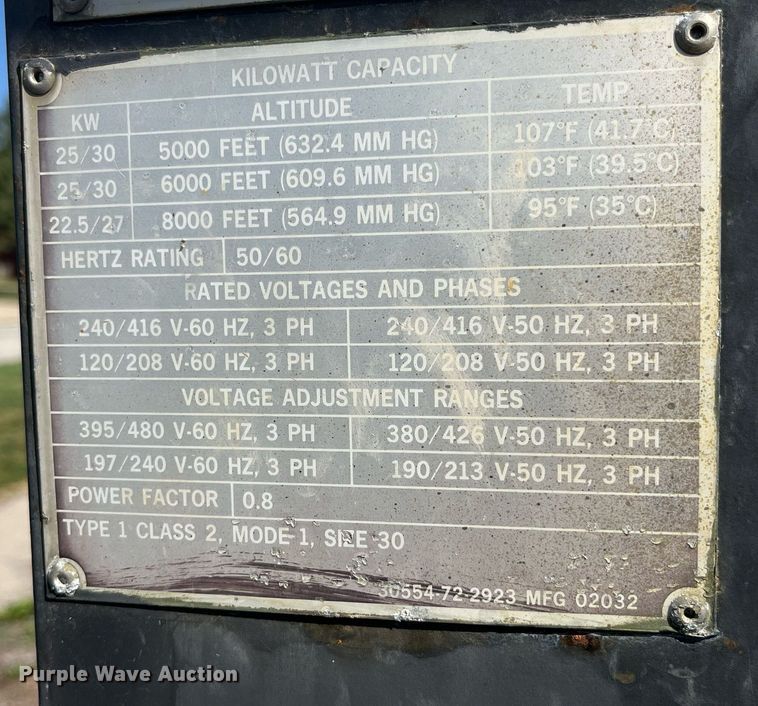 KILOWATT CAPACITY
KW ALTITUDE TEMP
25/30 5000 FEET (632.4 MM HG) 107°F (41.7°C)
25/30 6000 FEET (609.6 MM HG) 103°F (39.5°C)
22.5/27 8000 FEET (564.9 MM HG) 95°F (35°C)
HERTZ RATING 50/60
RATED VOLTAGES AND PHASES
240/416 V-60 HZ, 3 PH 240/416 V-50 HZ, 3 PH
120/208 V-60 HZ, 3 PH 120/208 V-50 HZ, 3 PH
VOLTAGE ADJUSTMENT RANGES
395/480 V-60 HZ, 3 PH 380/426 V-50 HZ, 3 PH
197/240 V-60 HZ, 3 PH 190/213 V-50 HZ, 3 PH
POWER FACTOR 0.8
TYPE 1 CLASS 2, MODE 1, SIZE 30
30554-72-2923 MFG 02032
Purple Wave Auction